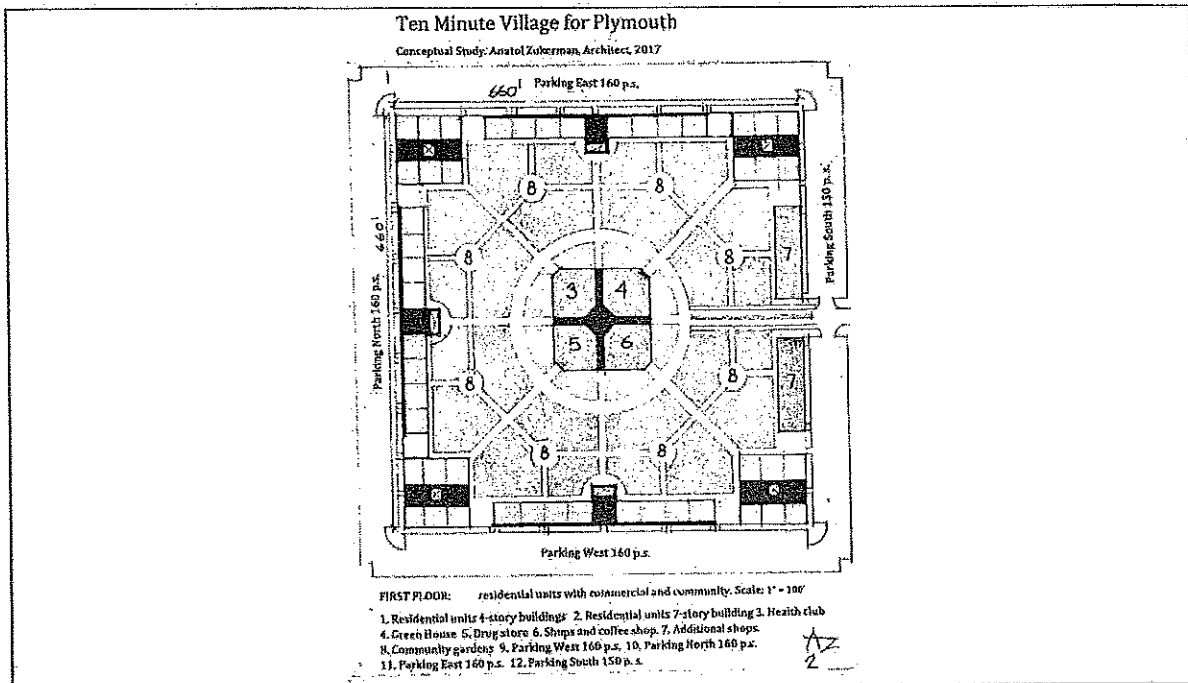 Ten Minute Village for Plymouth
Conceptual Study: Anatol Zukerman, Architect, 2017
660' Parking East 160 p.s.
8 8
Parking South 150 p.s.
660'
Parking North 160 p.s.
8 8 7
3 4
5 6
8 8 7
8 8
Parking West 160 p.s.
FIRST FLOOR: residential units with commercial and community. Scale: 1" = 100'
1. Residential units 4-story buildings 2. Residential units 7-story building 3. Health club
4. Green House 5. Drug store 6. Shops and coffee shop. 7. Additional shops.
8. Community gardens 9. Parking West 160 p.s. 10. Parking North 160 p.s.
11. Parking East 160 p.s. 12. Parking South 150 p.s.
AZ
2